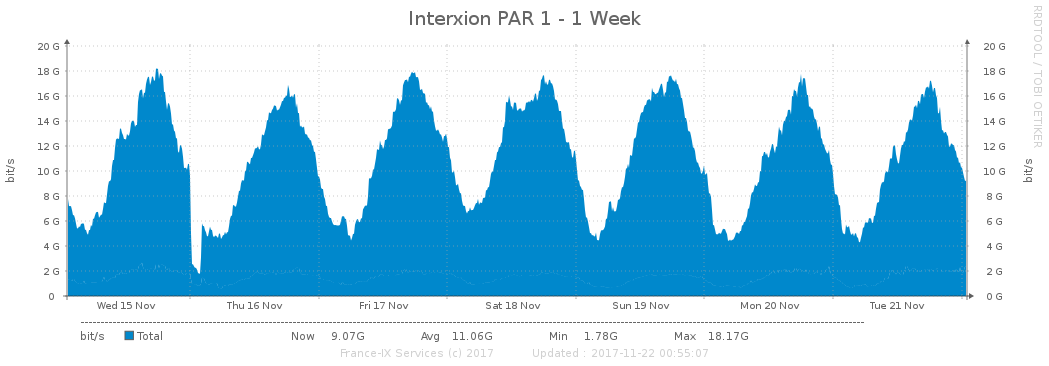 Interxion PAR 1 - 1 Week
RRDTOOL / TOBI OETIKER
20 G 20 G
18 G 18 G
16 G 16 G
14 G 14 G
12 G 12 G
10 G 10 G
8 G 8 G
6 G 6 G
4 G 4 G
2 G 2 G
0 0 G
bit/s bit/s
Wed 15 Nov Thu 16 Nov Fri 17 Nov Sat 18 Nov Sun 19 Nov Mon 20 Nov Tue 21 Nov
bit/s Total Now 9.07G Avg 11.06G Min 1.78G Max 18.17G
France-IX Services (c) 2017 Updated : 2017-11-22 00:55:07